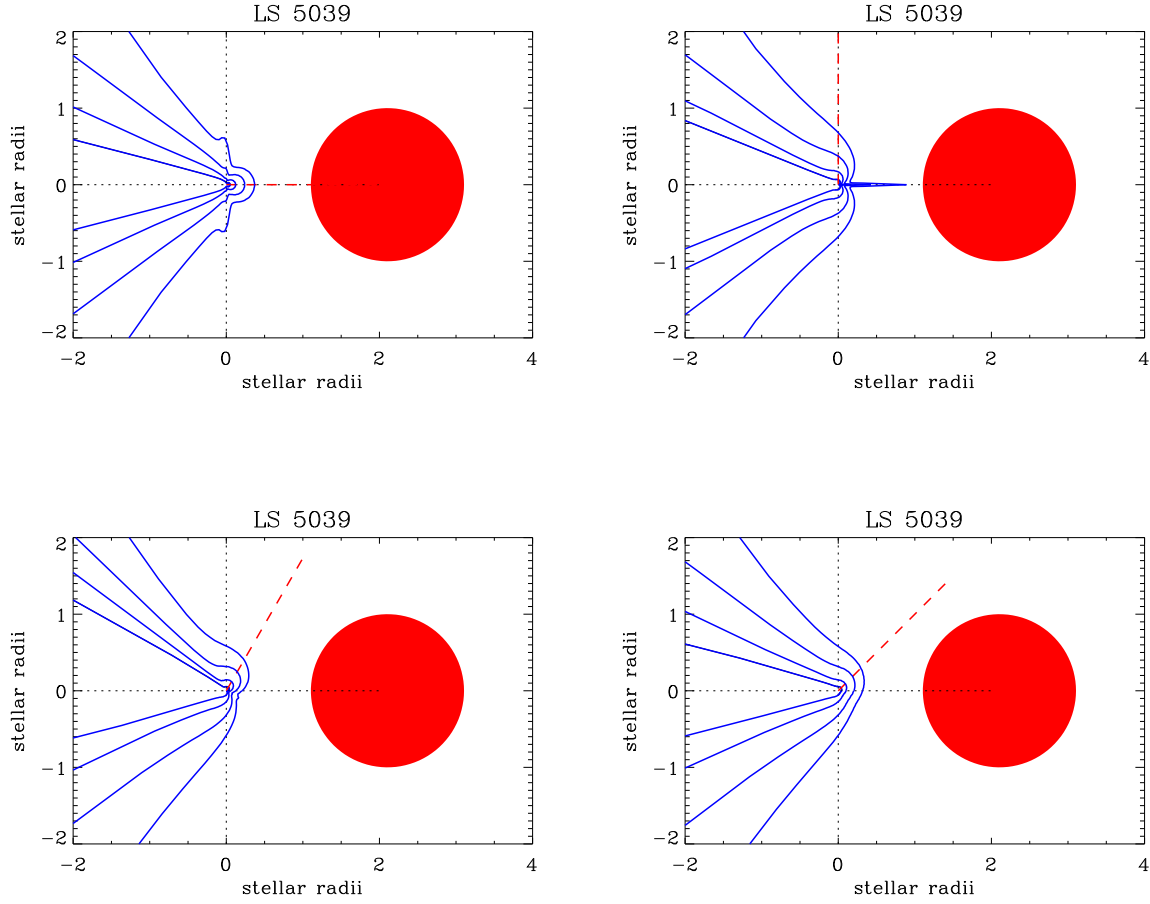 LS 5039 LS 5039
2 2
1 1
0 0
−1 −1
−2 −2
stellar radii stellar radii
−2 0 2 4 −2 0 2 4
stellar radii stellar radii
LS 5039 LS 5039
2 2
1 1
0 0
−1 −1
−2 −2
stellar radii stellar radii
−2 0 2 4 −2 0 2 4
stellar radii stellar radii